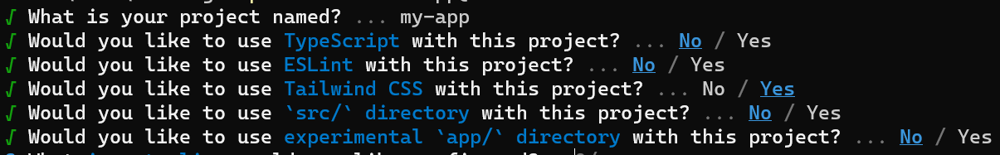 √ What is your project named? ... my-app
√ Would you like to use TypeScript with this project? ... No / Yes
√ Would you like to use ESLint with this project? ... No / Yes
√ Would you like to use Tailwind CSS with this project? ... No / Yes
√ Would you like to use `src/` directory with this project? ... No / Yes
√ Would you like to use experimental `app/` directory with this project? ... No / Yes